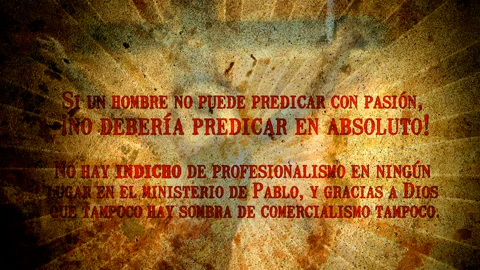 Si un hombre no puede predicar con pasión,
¡no debería predicar en absoluto!
No hay indicho de profesionalismo en ningún
lugar en el ministerio de Pablo, y gracias a Dios
que tampoco hay sombra de comercialismo tampoco.